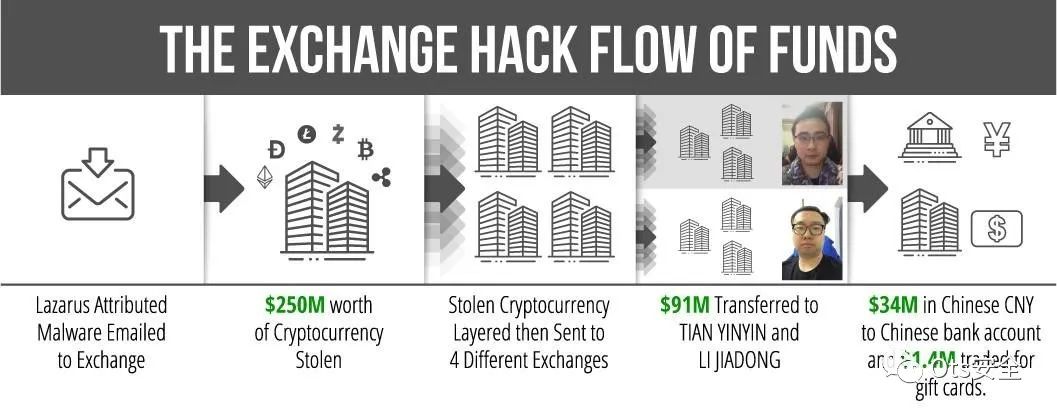 THE EXCHANGE HACK FLOW OF FUNDS
Lazarus Attributed
Malware Emailed
to Exchange
$250M worth
of Cryptocurrency
Stolen
Stolen Cryptocurrency
Layered then Sent to
4 Different Exchanges
$91M Transferred to
TIAN YINYIN and
LI JIADONG
$34M in Chinese CNY
to Chinese bank account
and $1.4M traded for
gift cards.
Ots安全